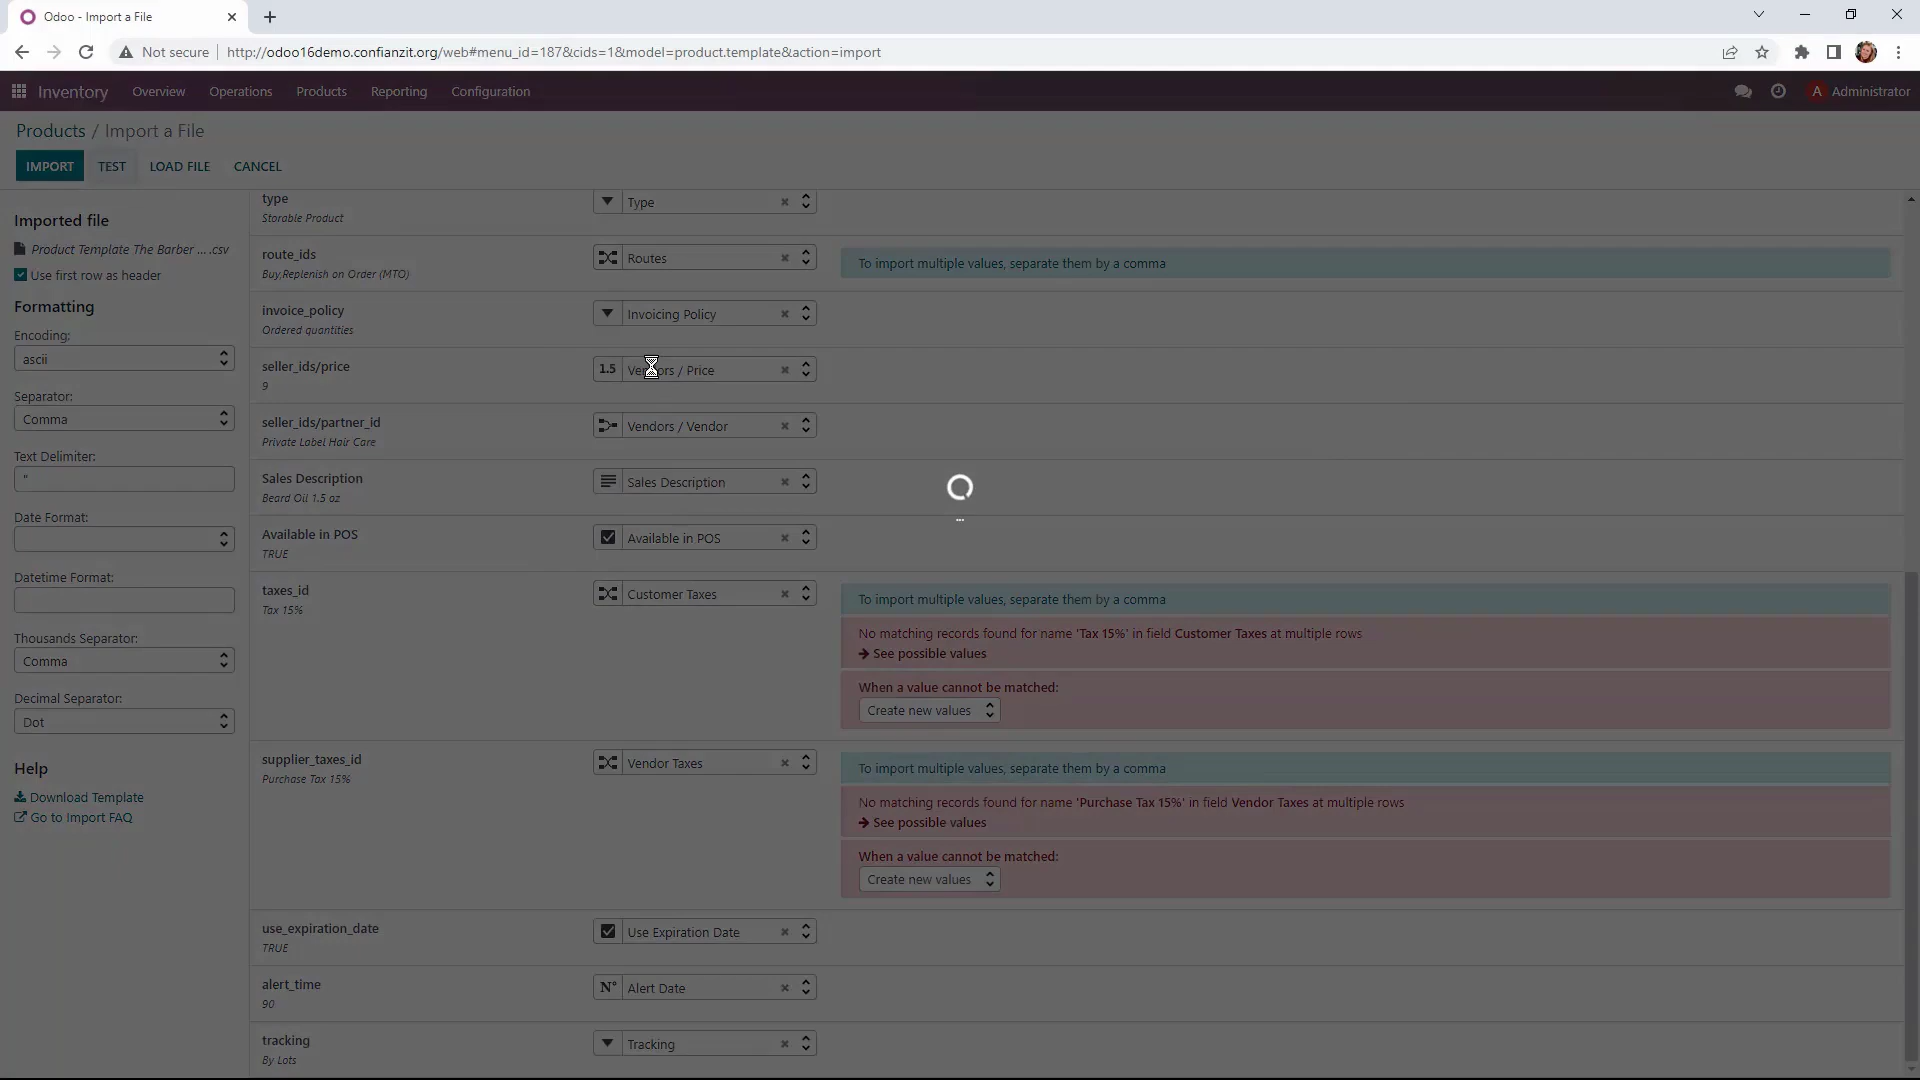 Odoo - Import a File
Not secure
http://odoo16demo.confianzit.org/web#menu_id=187&cids=1&model=product.template&action=import
Inventory
Overview
Operations
Products
Reporting
Configuration
A
Administrator
Products / Import a File
IMPORT
TEST
LOAD FILE
CANCEL
Imported file
Product Template The Barber ... .csv
Use first row as header
Formatting
Encoding:
ascii
Separator:
Comma
Text Delimiter:
"
Date Format:
Datetime Format:
Thousands Separator:
Comma
Decimal Separator:
Dot
Help
Download Template
Go to Import FAQ
type
Storable Product
Type
route_ids
Buy,Replenish on Order (MTO)
Routes
To import multiple values, separate them by a comma
invoice_policy
Ordered quantities
Invoicing Policy
seller_ids/price
9
1.5
Vendors / Price
seller_ids/partner_id
Private Label Hair Care
Vendors / Vendor
Sales Description
Beard Oil 1.5 oz
Sales Description
Available in POS
TRUE
Available in POS
...
taxes_id
Tax 15%
Customer Taxes
To import multiple values, separate them by a comma
No matching records found for name 'Tax 15%' in field Customer Taxes at multiple rows
See possible values
When a value cannot be matched:
Create new values
supplier_taxes_id
Purchase Tax 15%
Vendor Taxes
To import multiple values, separate them by a comma
No matching records found for name 'Purchase Tax 15%' in field Vendor Taxes at multiple rows
See possible values
When a value cannot be matched:
Create new values
use_expiration_date
TRUE
Use Expiration Date
alert_time
90
N°
Alert Date
tracking
By Lots
Tracking